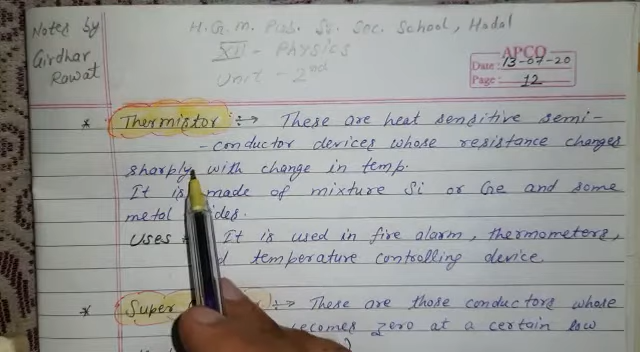 Notes by
Girdhar
Rawat
H. G. m. Pub. Sr. Sec. School, Hodal
XII - Physics
Unit - 2nd
APCO
Date: 13-07-20
Page: 12
* Thermistor :-> These are heat sensitive semi-
- conductor devices whose resistance changes
sharply with change in temp.
It is made of mixture Si or Ge and some
metal
Uses It is used in fire alarm, thermometers,
temperature controlling device.
* Super :-> These are those conductors whose
becomes zero at a certain low